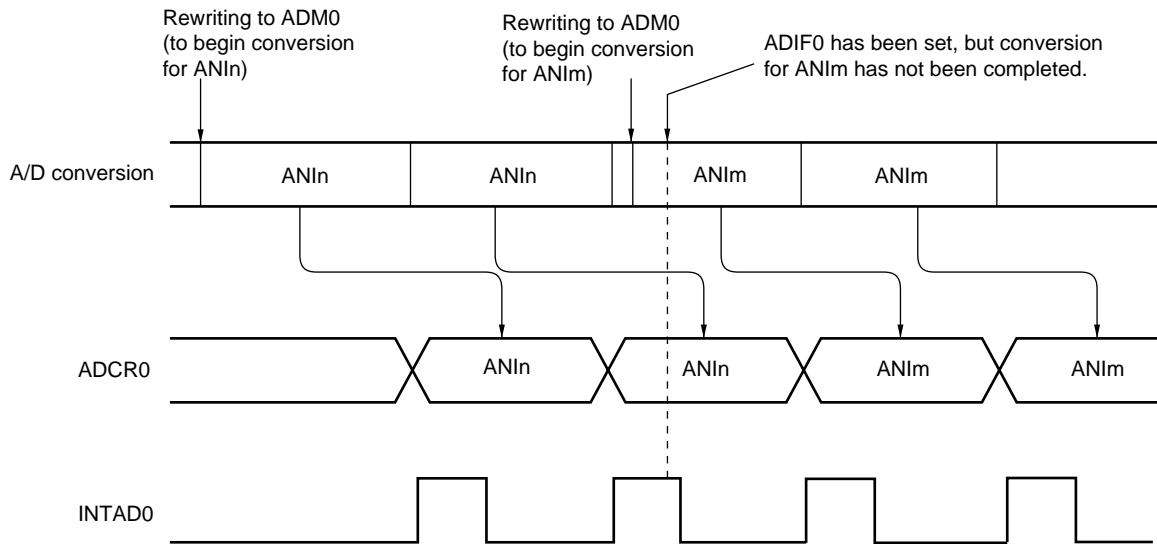 Rewriting to ADM0
(to begin conversion
for ANIn)
Rewriting to ADM0
(to begin conversion
for ANIm)
ADIF0 has been set, but conversion
for ANIm has not been completed.
A/D conversion
ANIn
ANIn
ANIm
ANIm
ADCR0
ANIn
ANIn
ANIm
ANIm
INTAD0